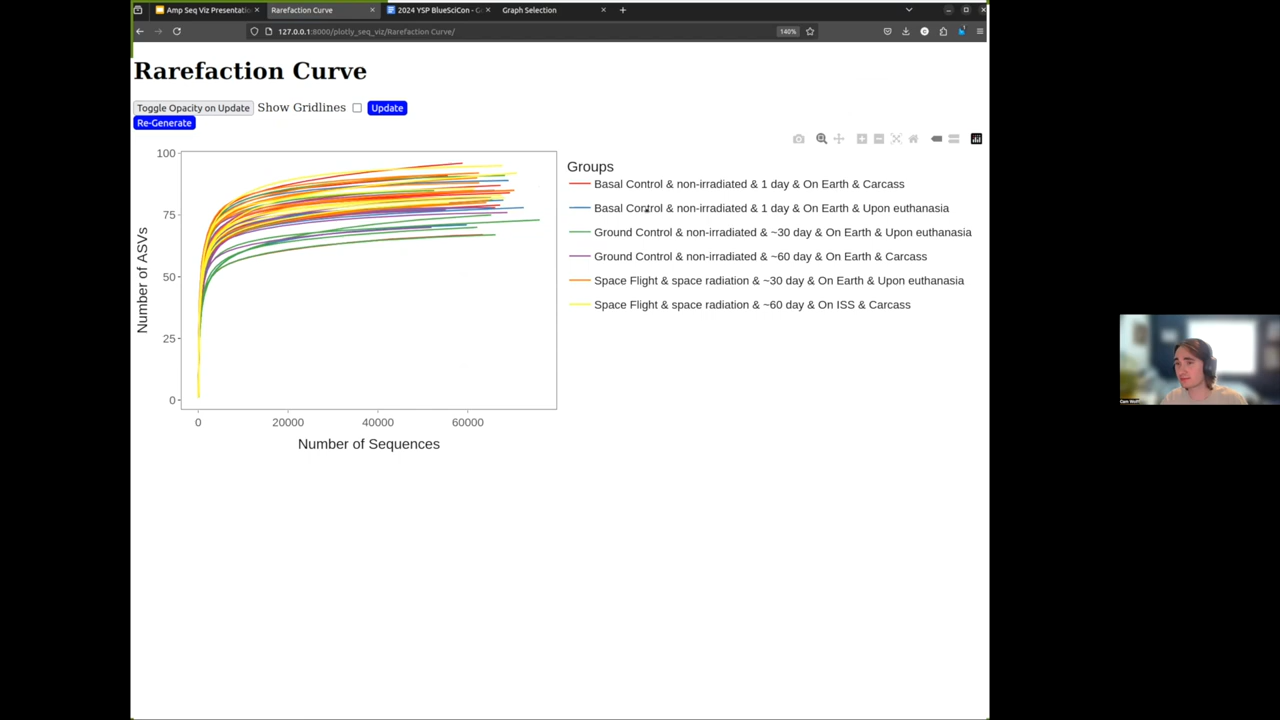 Amp Seq Viz Presentatio
Rarefaction Curve
2024 YSP BlueSciCon - G
Graph Selection
127.0.0.1:8000/plotly_seq_viz/Rarefaction Curve/
140%
Rarefaction Curve
Toggle Opacity on Update Show Gridlines Update
Re-Generate
100
75
50
25
0
Number of ASVs
0 20000 40000 60000
Number of Sequences
Groups
Basal Control & non-irradiated & 1 day & On Earth & Carcass
Basal Control & non-irradiated & 1 day & On Earth & Upon euthanasia
Ground Control & non-irradiated & ~30 day & On Earth & Upon euthanasia
Ground Control & non-irradiated & ~60 day & On Earth & Carcass
Space Flight & space radiation & ~30 day & On Earth & Upon euthanasia
Space Flight & space radiation & ~60 day & On ISS & Carcass